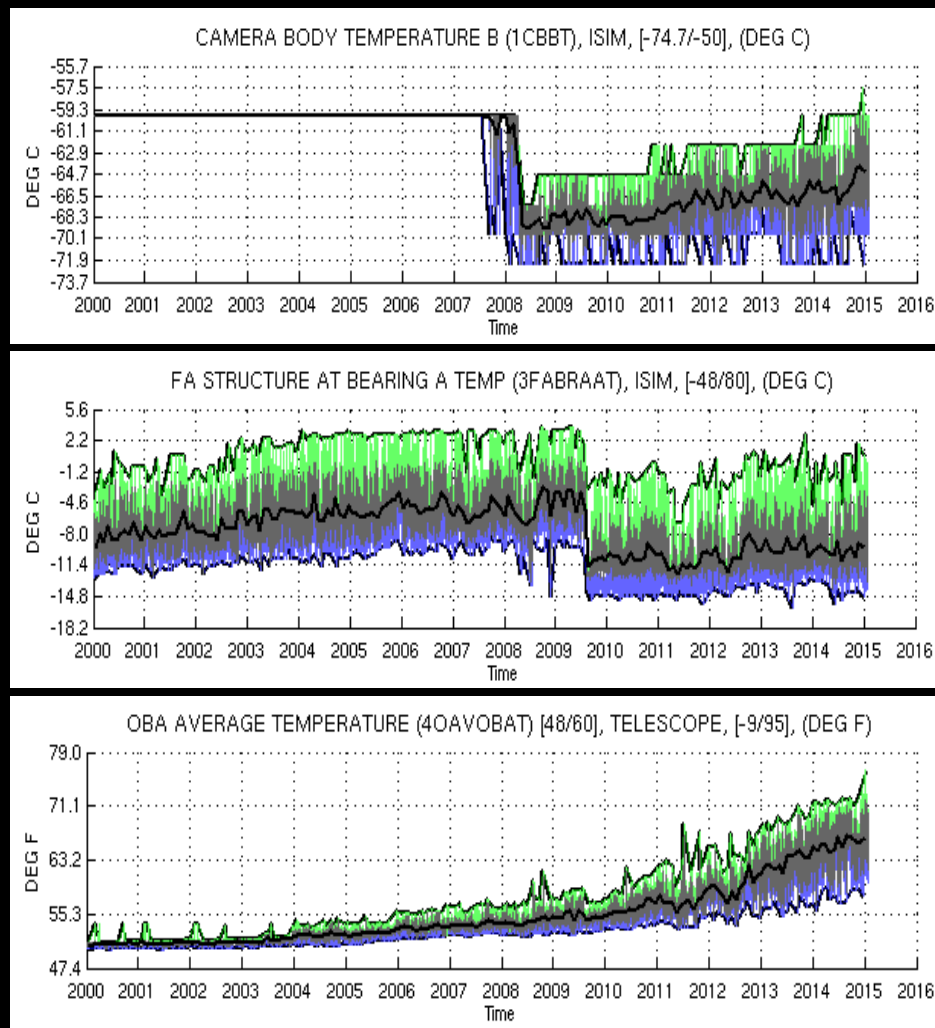 CAMERA BODY TEMPERATURE B (1CBBT), ISIM, [-74.7/-50], (DEG C)
DEG C
-55.7
-57.5
-59.3
-61.1
-62.9
-64.7
-66.5
-68.3
-70.1
-71.9
-73.7
2000 2001 2002 2003 2004 2005 2006 2007 2008 2009 2010 2011 2012 2013 2014 2015 2016
Time
FA STRUCTURE AT BEARING A TEMP (3FABRAAT), ISIM, [-48/80], (DEG C)
DEG C
5.6
2.2
-1.2
-4.6
-8.0
-11.4
-14.8
-18.2
2000 2001 2002 2003 2004 2005 2006 2007 2008 2009 2010 2011 2012 2013 2014 2015 2016
Time
OBA AVERAGE TEMPERATURE (4OAVOBAT) [48/60], TELESCOPE, [-9/95], (DEG F)
DEG F
79.0
71.1
63.2
55.3
47.4
2000 2001 2002 2003 2004 2005 2006 2007 2008 2009 2010 2011 2012 2013 2014 2015 2016
Time